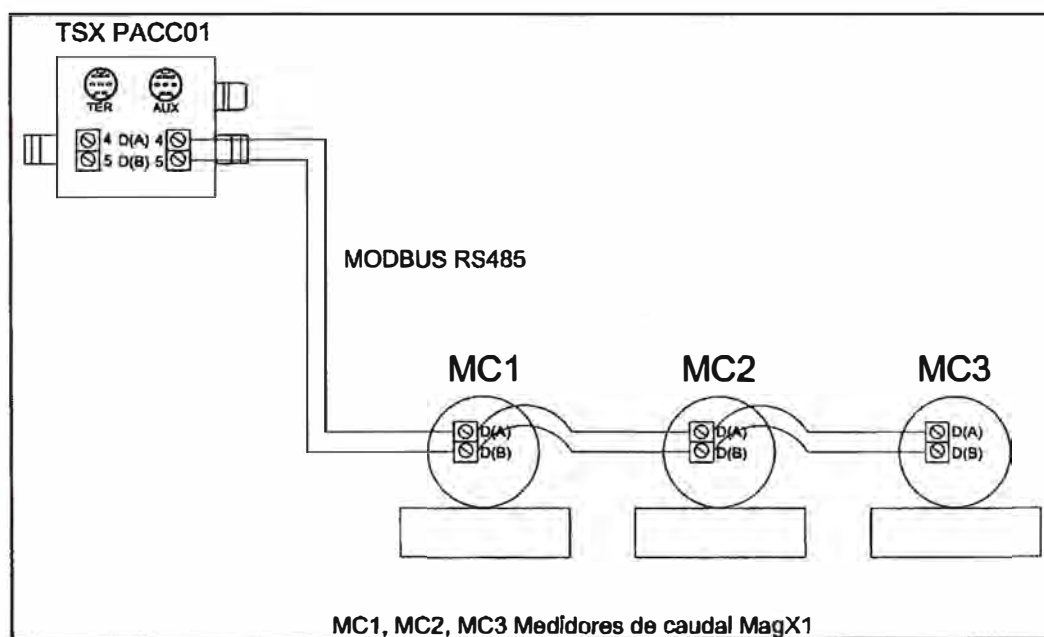 TSX PACC01
TER AUX
4 D(A) 4
5 D(B) 5
MODBUS RS485
MC1 MC2 MC3
D(A) D(A) D(A)
D(B) D(B) D(B)
MC1, MC2, MC3 Medidores de caudal MagX1